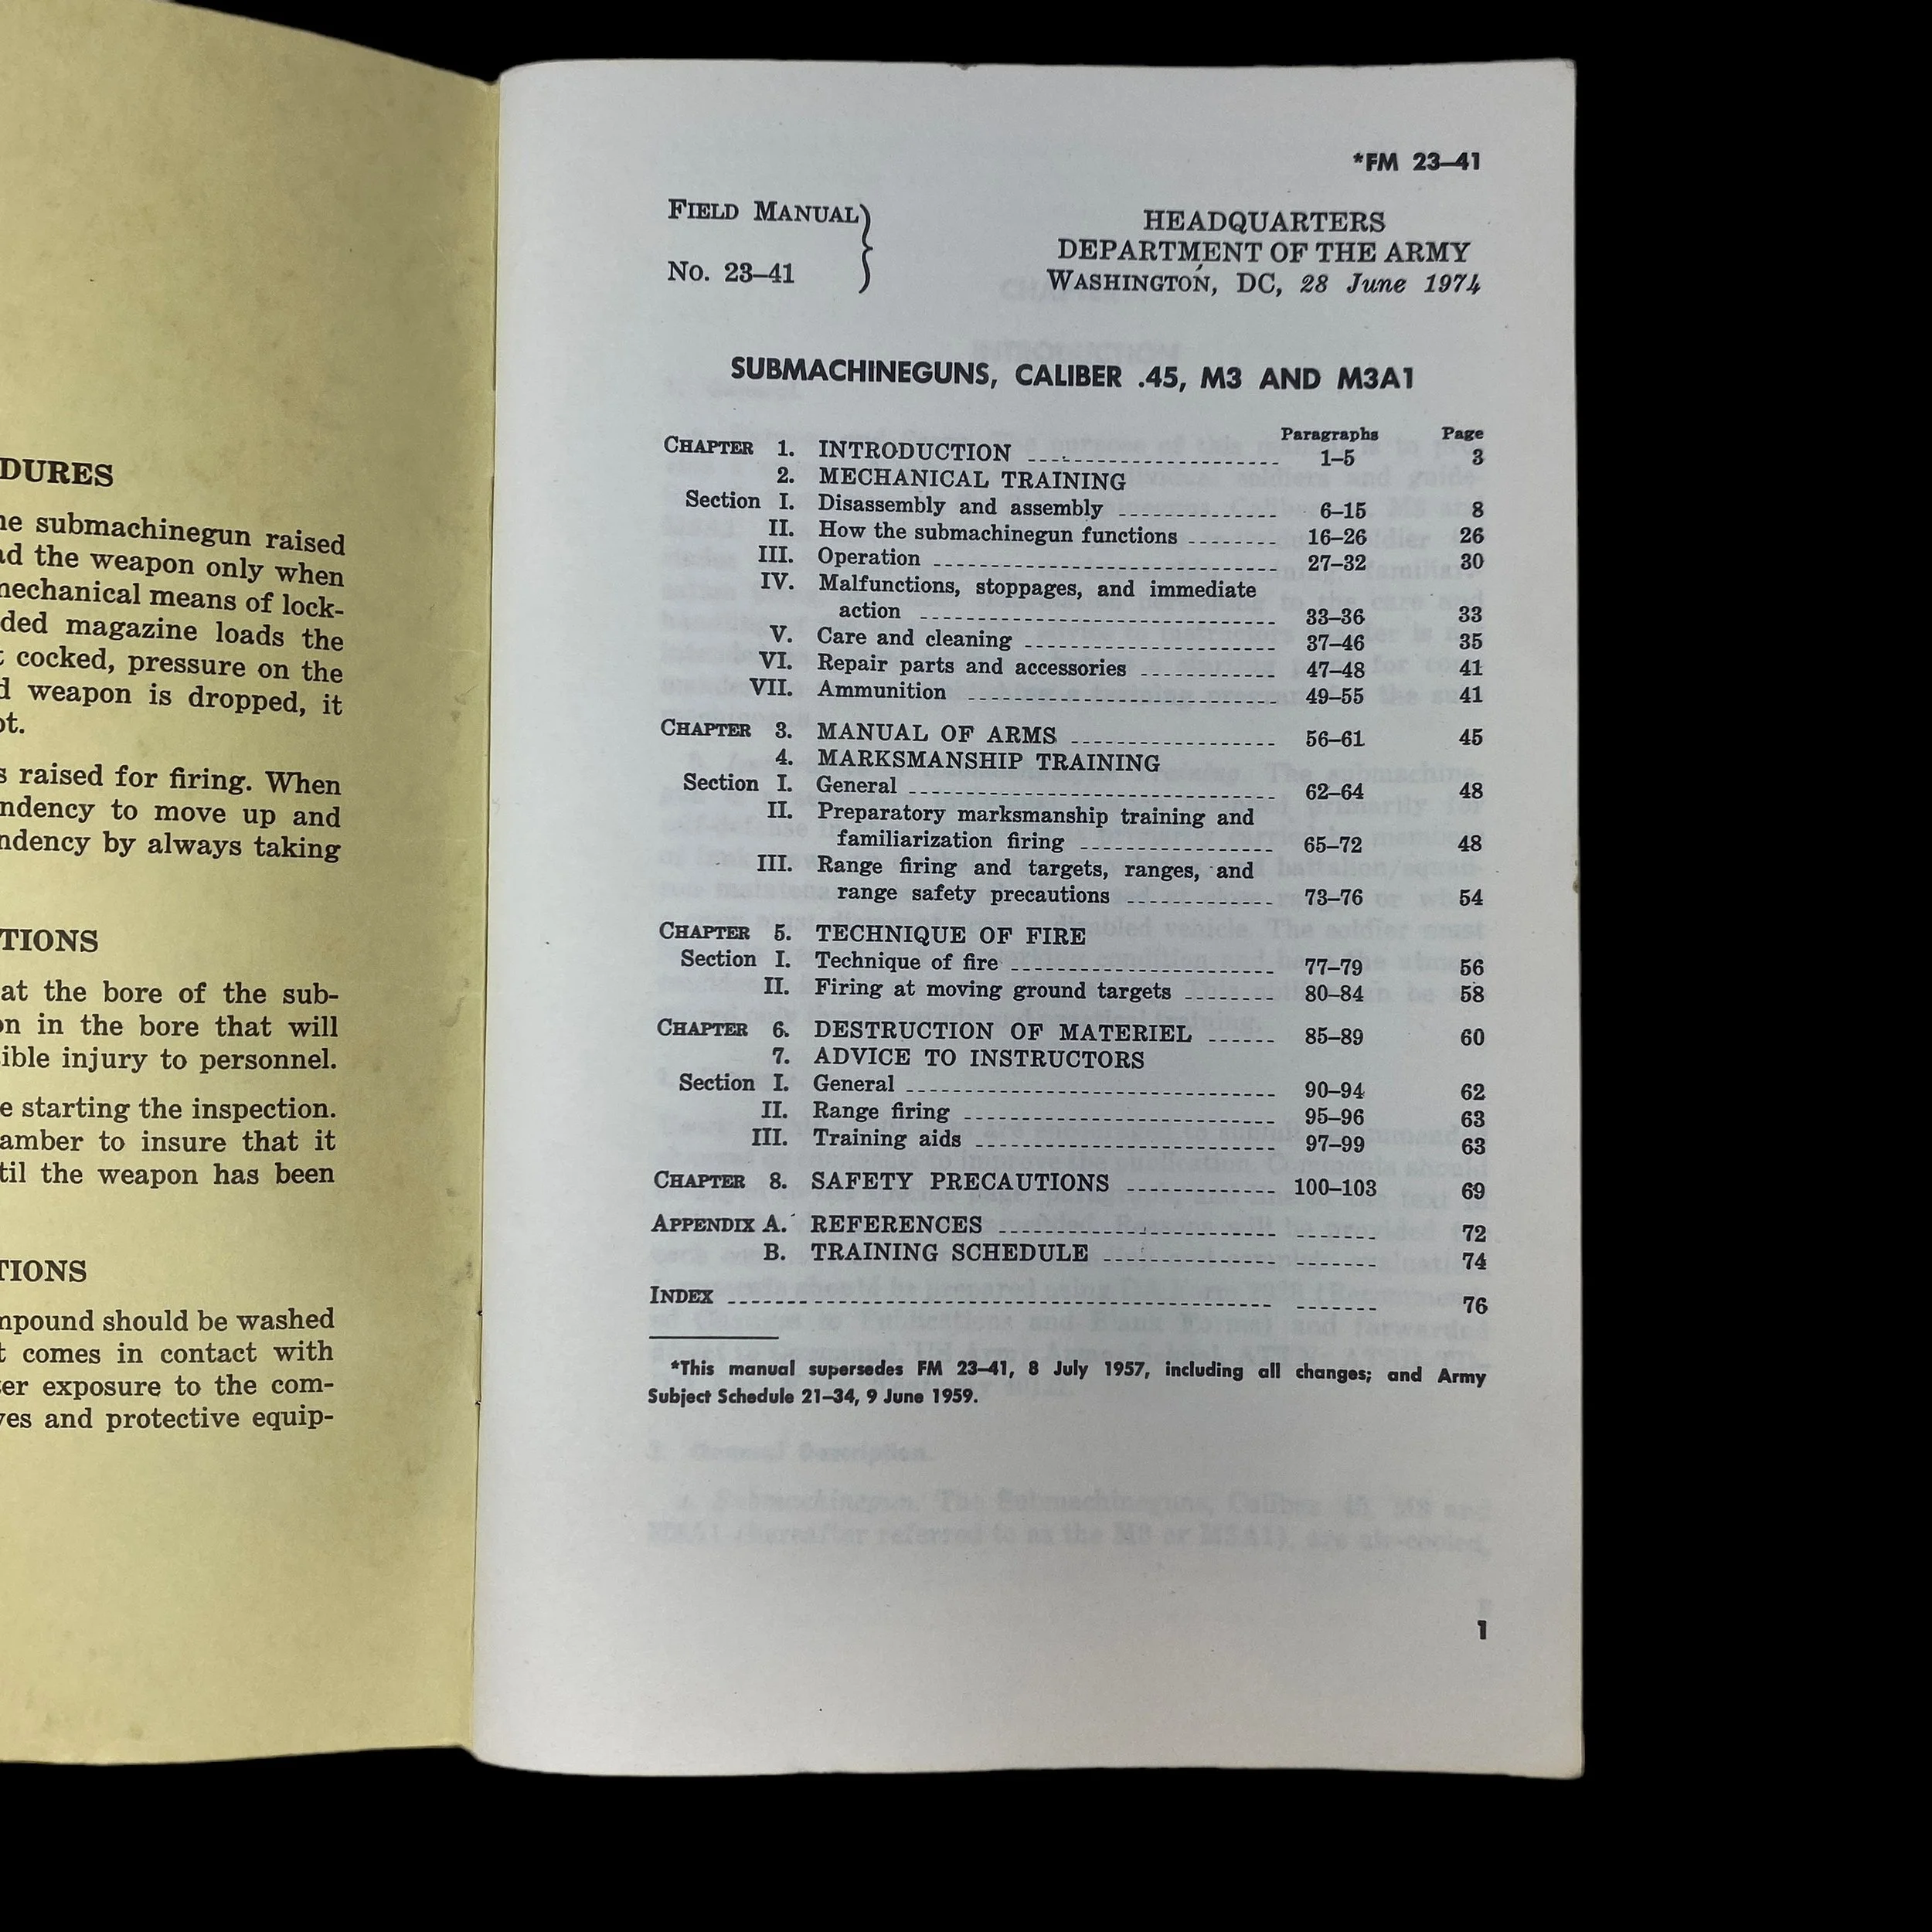 DURES
submachinegun raised
the weapon only when
mechanical means of lock-
magazine loads the
cocked, pressure on the
weapon is dropped, it
raised for firing. When
to move up and
by always taking
TIONS
at the bore of the sub-
in the bore that will
injury to personnel.
starting the inspection.
to insure that it
the weapon has been
TIONS
should be washed
comes in contact with
exposure to the com-
and protective equip-
*FM 23–41
FIELD MANUAL
No. 23–41
HEADQUARTERS
DEPARTMENT OF THE ARMY
WASHINGTON, DC, 28 June 1974
SUBMACHINEGUNS, CALIBER .45, M3 AND M3A1
Paragraphs Page
CHAPTER 1. INTRODUCTION 1–5 3
2. MECHANICAL TRAINING
Section I. Disassembly and assembly 6–15 8
II. How the submachinegun functions 16–26 26
III. Operation 27–32 30
IV. Malfunctions, stoppages, and immediate
action 33–36 33
V. Care and cleaning 37–46 35
VI. Repair parts and accessories 47–48 41
VII. Ammunition 49–55 41
CHAPTER 3. MANUAL OF ARMS 56–61 45
4. MARKSMANSHIP TRAINING
Section I. General 62–64 48
II. Preparatory marksmanship training and
familiarization firing 65–72 48
III. Range firing and targets, ranges, and
range safety precautions 73–76 54
CHAPTER 5. TECHNIQUE OF FIRE
Section I. Technique of fire 77–79 56
II. Firing at moving ground targets 80–84 58
CHAPTER 6. DESTRUCTION OF MATERIEL 85–89 60
7. ADVICE TO INSTRUCTORS
Section I. General 90–94 62
II. Range firing 95–96 63
III. Training aids 97–99 63
CHAPTER 8. SAFETY PRECAUTIONS 100–103 69
APPENDIX A. REFERENCES 72
B. TRAINING SCHEDULE 74
INDEX 76
*This manual supersedes FM 23–41, 8 July 1957, including all changes; and Army
Subject Schedule 21–34, 9 June 1959.
1